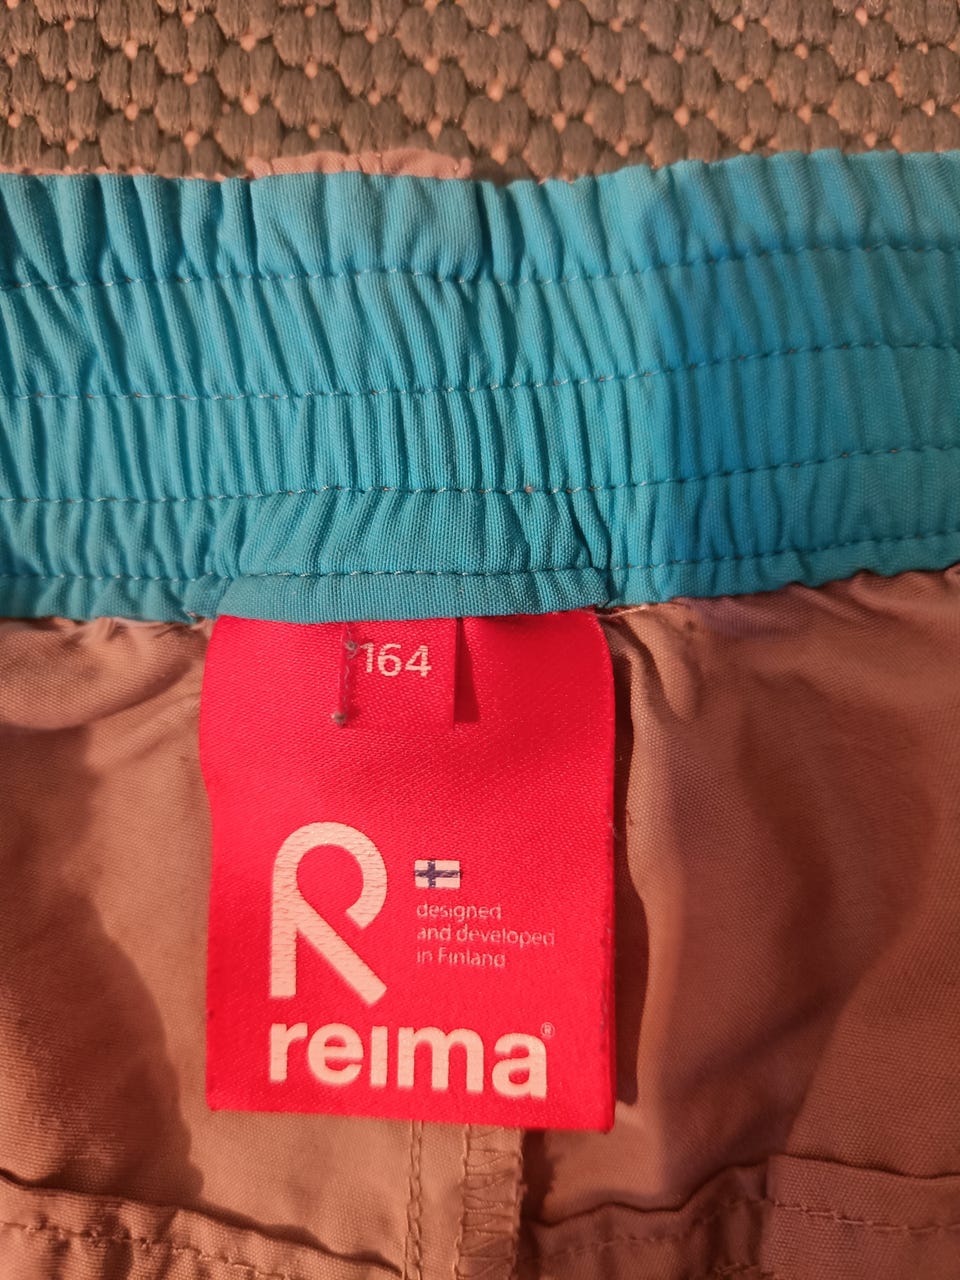 164
designed
and developed
in Finland
reima®